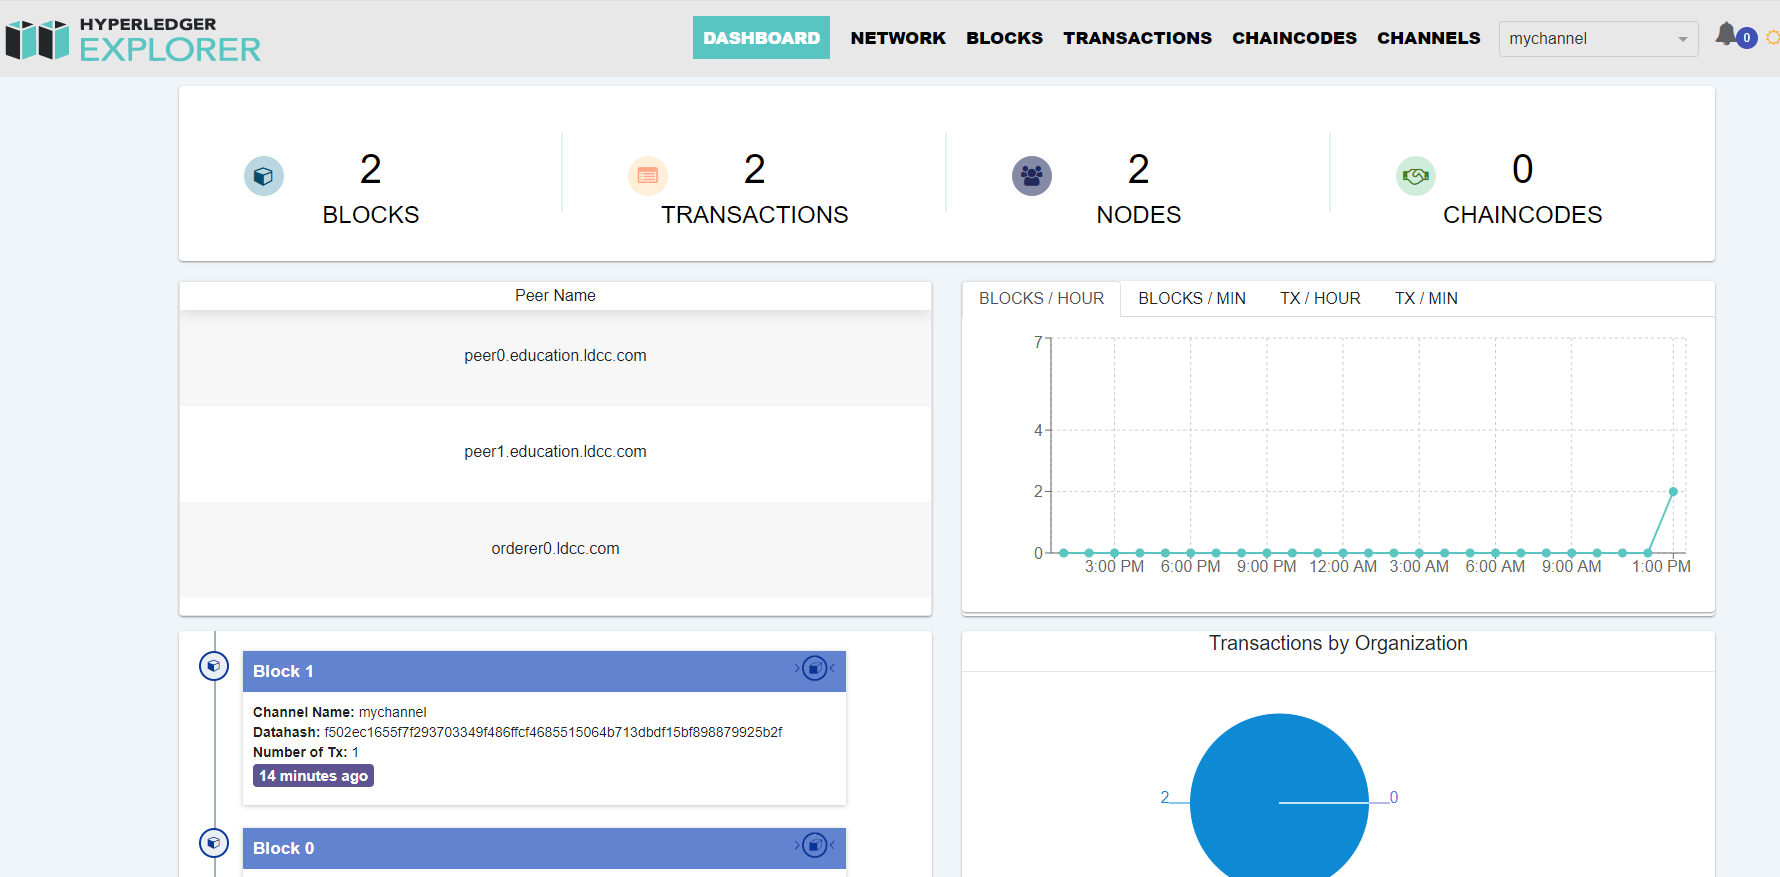 HYPERLEDGER
EXPLORER
DASHBOARD NETWORK BLOCKS TRANSACTIONS CHAINCODES CHANNELS mychannel 0
2
BLOCKS
2
TRANSACTIONS
2
NODES
0
CHAINCODES
Peer Name
peer0.education.ldcc.com
peer1.education.ldcc.com
orderer0.ldcc.com
BLOCKS / HOUR BLOCKS / MIN TX / HOUR TX / MIN
7
4
2
0
3:00 PM 6:00 PM 9:00 PM 12:00 AM 3:00 AM 6:00 AM 9:00 AM 1:00 PM
Block 1
Channel Name: mychannel
Datahash: f502ec1655f7f293703349f486ffcf4685515064b713dbdf15bf898879925b2f
Number of Tx: 1
14 minutes ago
Block 0
Transactions by Organization
2 0